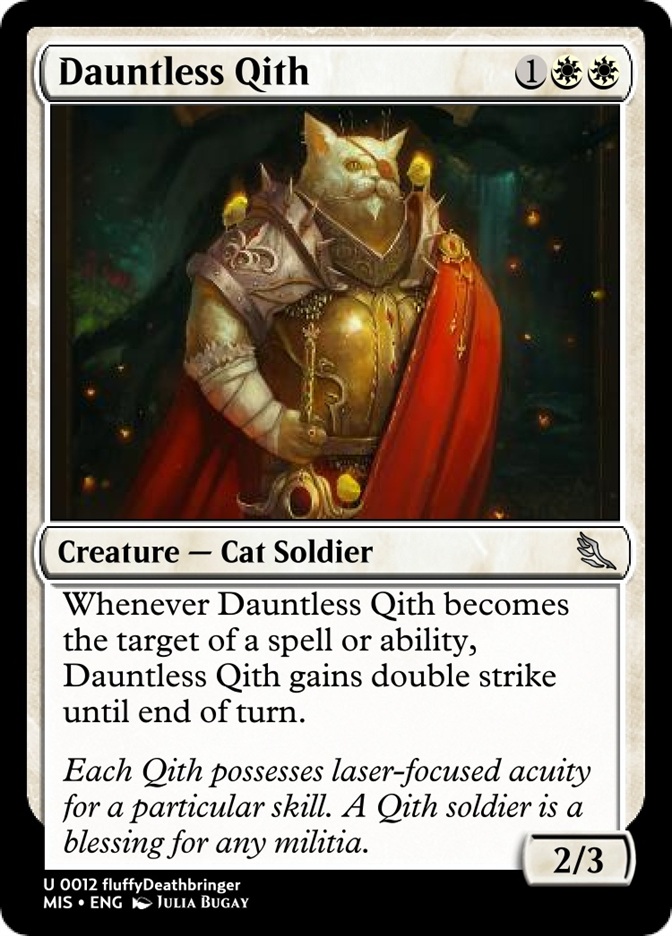 Dauntless Qith 1
Creature — Cat Soldier
Whenever Dauntless Qith becomes
the target of a spell or ability,
Dauntless Qith gains double strike
until end of turn.
Each Qith possesses laser-focused acuity
for a particular skill. A Qith soldier is a
blessing for any militia.
2/3
U 0012 fluffyDeathbringer
MIS • ENG Julia Bugay